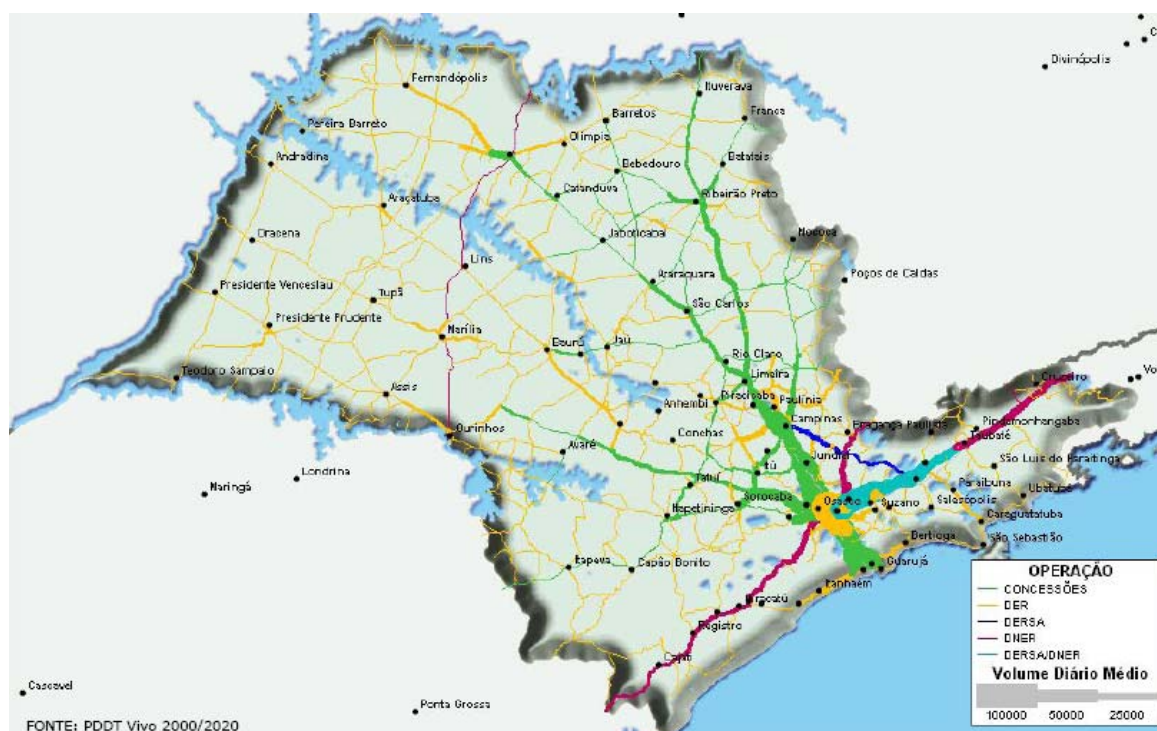 Divinópolis
Fernandópolis
Ituverava
Franca
Barretos
Pereira Barreto
Olímpia
Andradina
Bebedouro
Batatais
Catanduva
Ribeirão Preto
Araçatuba
Dracena
Jaboticabal
Mococa
Lins
Araraquara
Poços de Caldas
Presidente Venceslau
Tupã
São Carlos
Presidente Prudente
Marília
Bauru
Jaú
Rio Claro
Teodoro Sampaio
Limeira
Cruzeiro
Vo
Assis
Piracicaba
Paulínia
Anhembi
Campinas
Bragança Paulista
Pindamonhangaba
Ourinhos
Conchas
Taubaté
Avaré
Jundiaí
São Luis do Paraitinga
Londrina
Itú
Maringá
Tatuí
Paraibuna
Ubatuba
Sorocaba
Osasco
Suzano
Salesópolis
Itapetininga
Caraguatatuba
São Sebastião
Bertioga
Itapeva
Capão Bonito
Guarujá
Itanhaém
Miracatú
Registro
Cajati
Cascavel
Ponta Grossa
OPERAÇÃO
CONCESSÕES
DER
DERSA
DNER
DERSA/DNER
Volume Diário Médio
100000 50000 25000
FONTE: PDDT Vivo 2000/2020